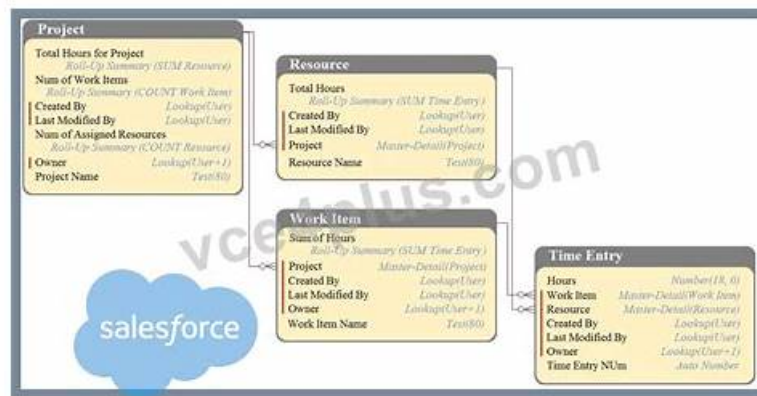 Project
Total Hours for Project
Roll-Up Summary (SUM Resource)
Num of Work Items
Roll-Up Summary (COUNT Work Item)
Created By Lookup(User)
Last Modified By Lookup(User)
Num of Assigned Resources
Roll-Up Summary (COUNT Resource)
Owner Lookup(User+1)
Project Name Text(80)
Resource
Total Hours
Roll-Up Summary (SUM Time Entry)
Created By Lookup(User)
Last Modified By Lookup(User)
Project Master-Detail(Project)
Resource Name Text(80)
Work Item
Sum of Hours
Roll-Up Summary (SUM Time Entry)
Project Master-Detail(Project)
Created By Lookup(User)
Last Modified By Lookup(User)
Owner Lookup(User+1)
Work Item Name Text(80)
Time Entry
Hours Number(18, 0)
Work Item Master-Detail(Work Item)
Resource Master-Detail(Resource)
Created By Lookup(User)
Last Modified By Lookup(User)
Owner Lookup(User+1)
Time Entry NUm Auto Number
salesforce
vce4plus.com